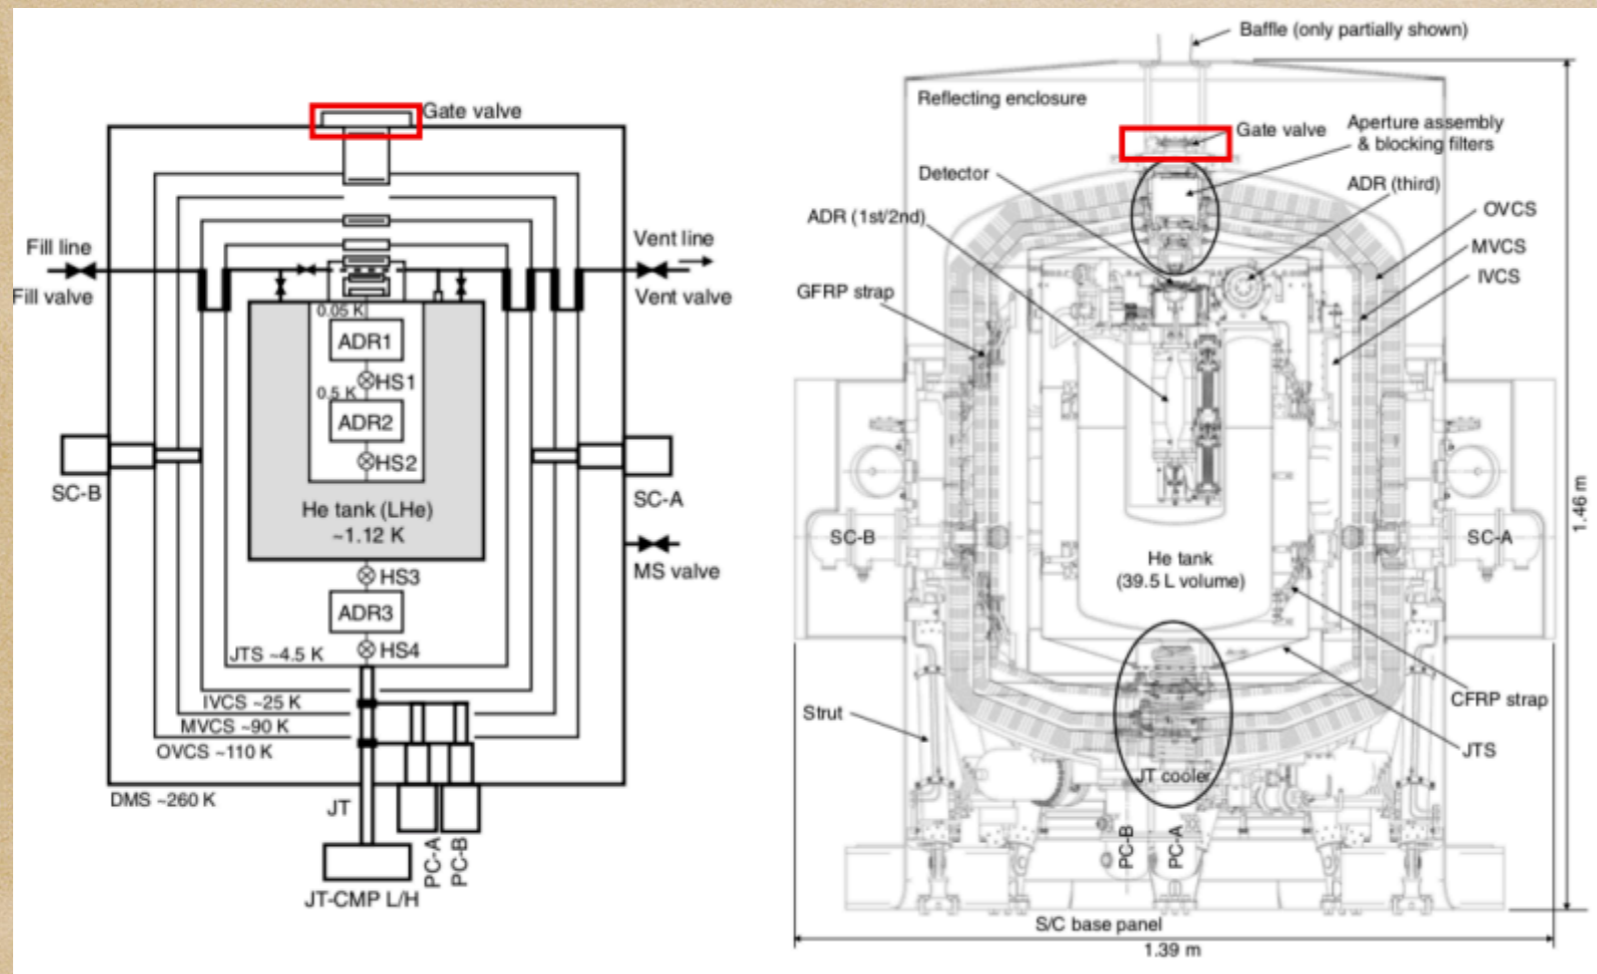 Gate valve
Fill line
Fill valve
Vent line
Vent valve
0.05 K
ADR1
HS1
0.5 K
ADR2
HS2
SC-B
SC-A
He tank (LHe)
~1.12 K
MS valve
HS3
ADR3
HS4
JTS ~4.5 K
IVCS ~25 K
MVCS ~90 K
OVCS ~110 K
DMS ~260 K
JT
PC-A
PC-B
JT-CMP L/H
Baffle (only partially shown)
Reflecting enclosure
Gate valve
Aperture assembly
& blocking filters
Detector
ADR (third)
ADR (1st/2nd)
OVCS
MVCS
IVCS
GFRP strap
1.46 m
SC-B
SC-A
He tank
(39.5 L volume)
CFRP strap
Strut
JTS
JT cooler
PC-B
PC-A
S/C base panel
1.39 m